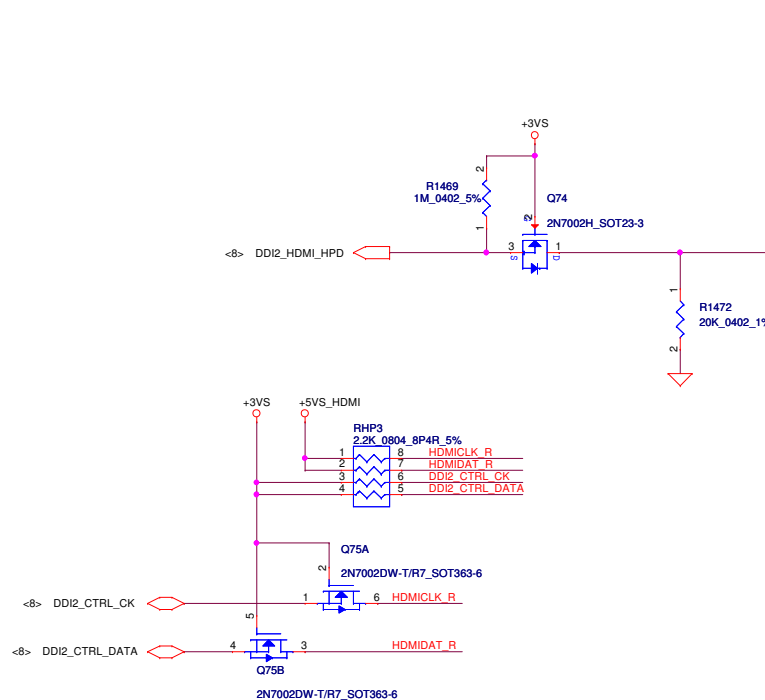 +3VS
2
R1469
1M_0402_5%
1
Q74
2
G
2N7002H_SOT23-3
<8> DDI2_HDMI_HPD
3
S
1
D
1
R1472
20K_0402_1%
2
+3VS
+5VS_HDMI
RHP3
2.2K_0804_8P4R_5%
1 8 HDMICLK_R
2 7 HDMIDAT_R
3 6 DDI2_CTRL_CK
4 5 DDI2_CTRL_DATA
Q75A
2
2N7002DW-T/R7_SOT363-6
<8> DDI2_CTRL_CK 1 6 HDMICLK_R
5
<8> DDI2_CTRL_DATA 4 3 HDMIDAT_R
Q75B
2N7002DW-T/R7_SOT363-6